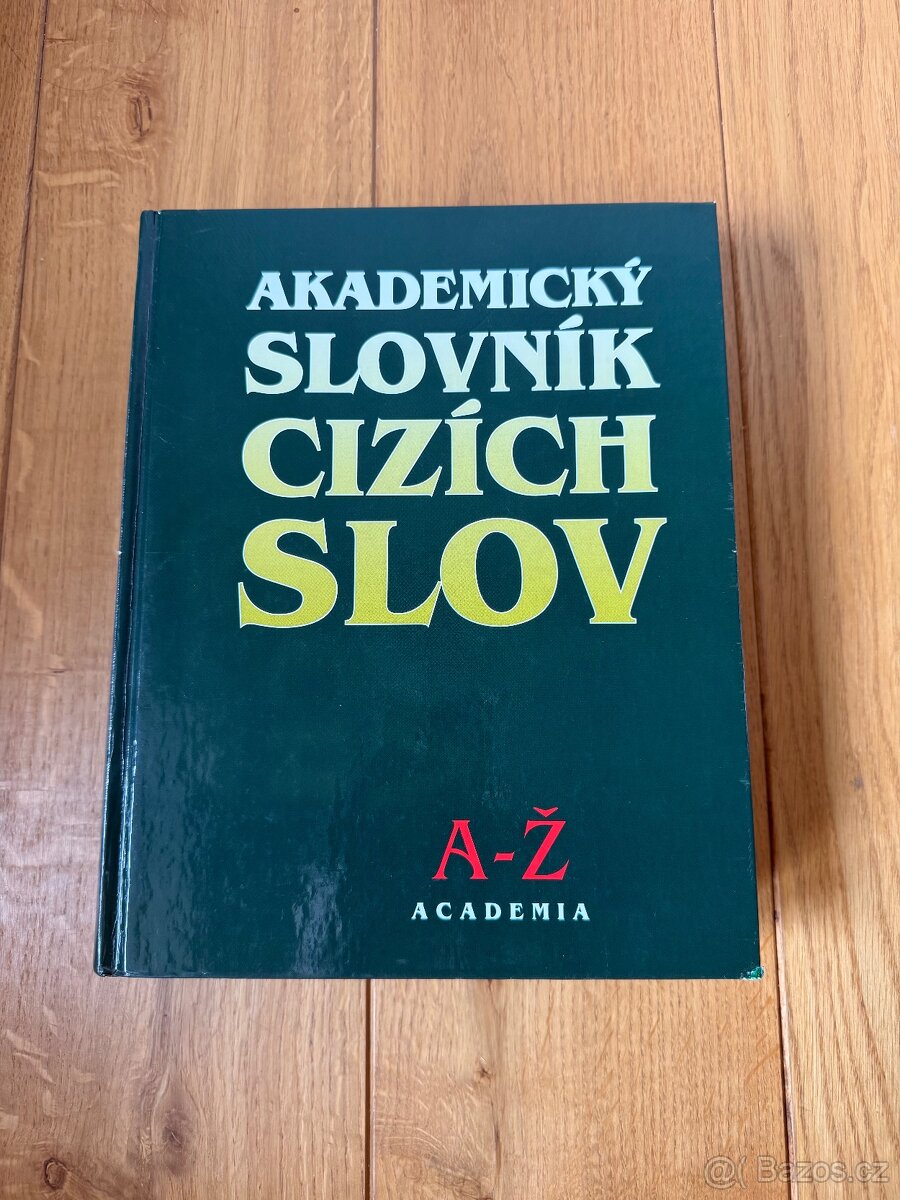 AKADEMICKÝ
SLOVNÍK
CIZÍCH
SLOV
A-Ž
ACADEMIA
@ Bazos.cz